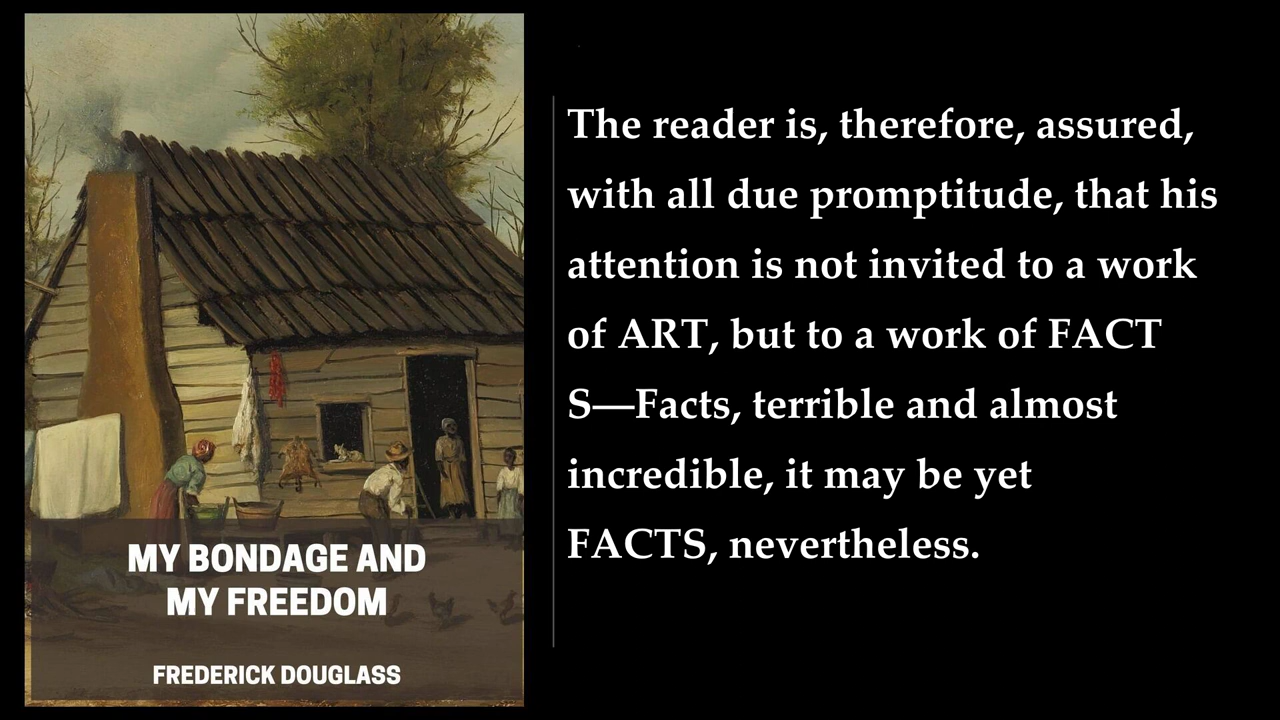 MY BONDAGE AND
MY FREEDOM
FREDERICK DOUGLASS
The reader is, therefore, assured,
with all due promptitude, that his
attention is not invited to a work
of ART, but to a work of FACT
S—Facts, terrible and almost
incredible, it may be yet
FACTS, nevertheless.